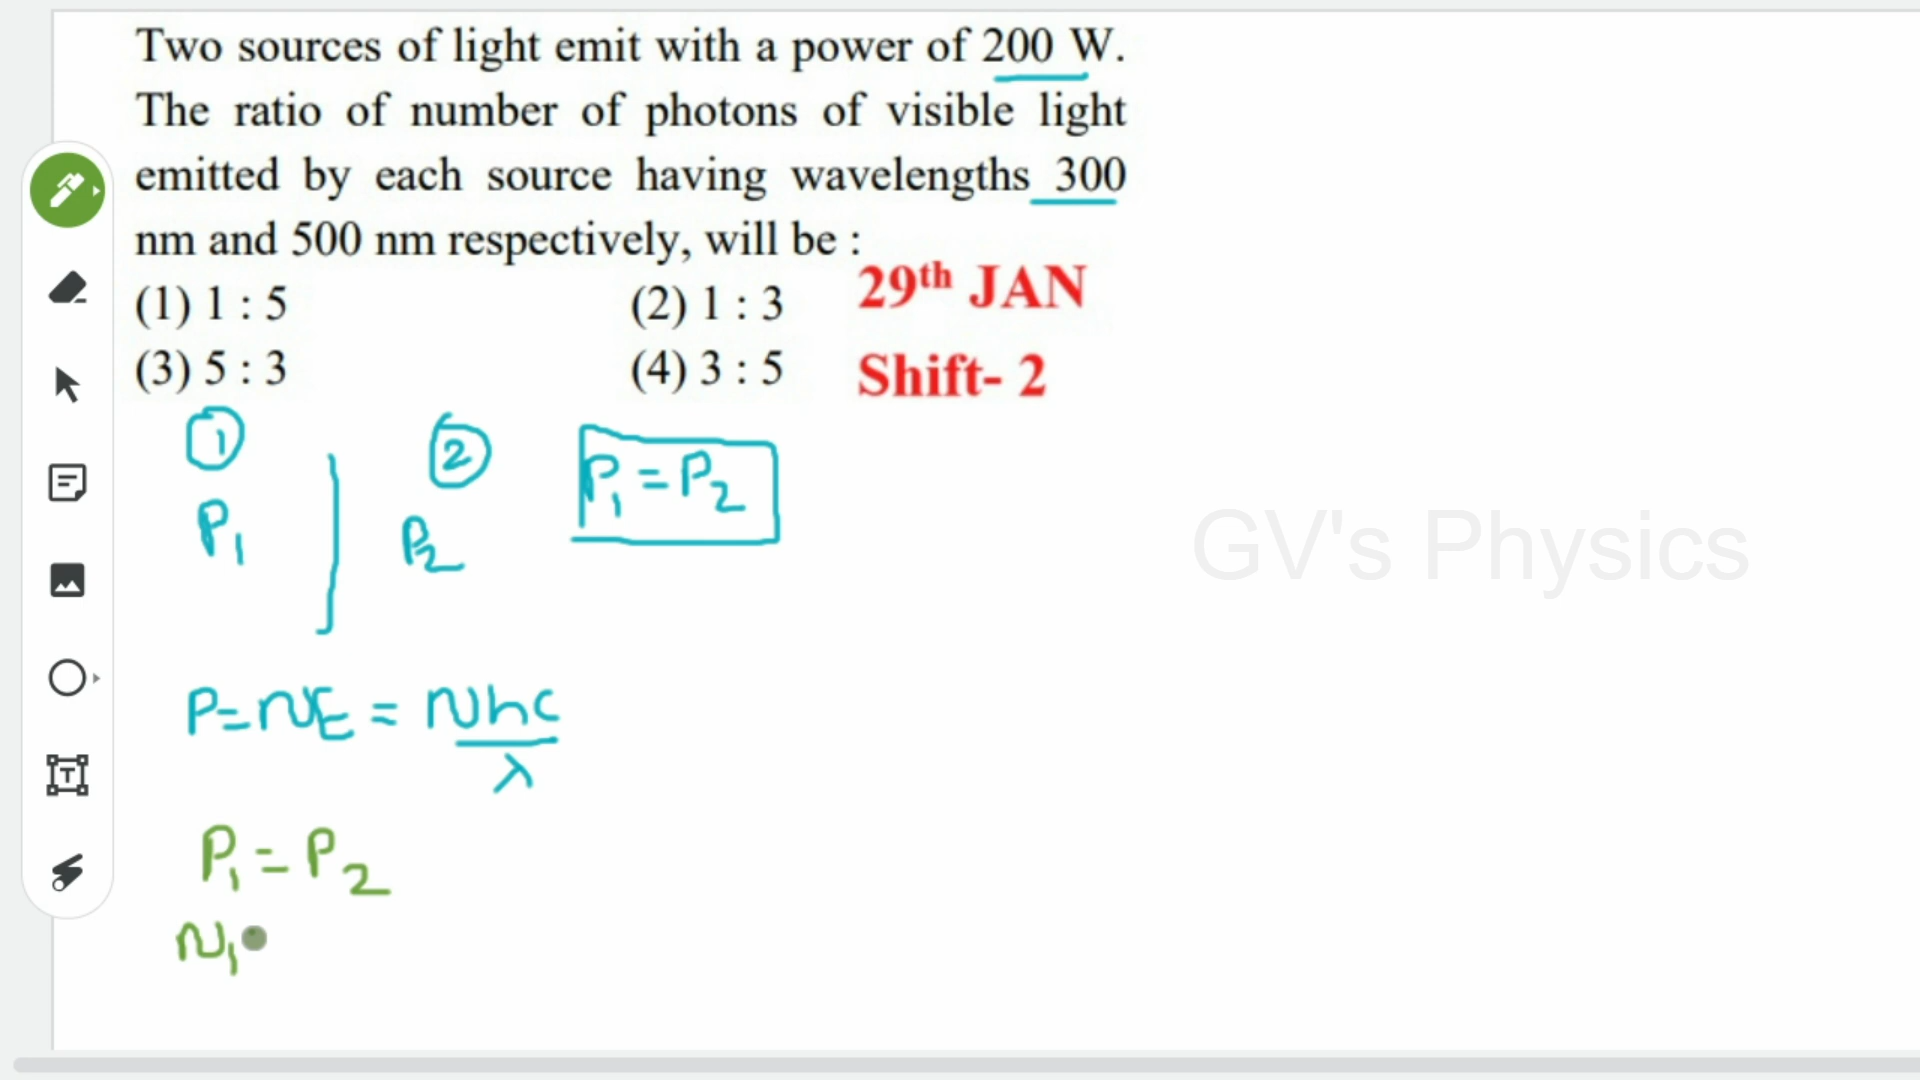 Two sources of light emit with a power of 200 W.
The ratio of number of photons of visible light
emitted by each source having wavelengths 300
nm and 500 nm respectively, will be :
(1) 1 : 5 (2) 1 : 3
(3) 5 : 3 (4) 3 : 5
29th JAN
Shift- 2
1 2 P₁ = P₂
P₁ P₂
GV's Physics
P = NE = Nhc/λ
P₁ = P₂
N₁